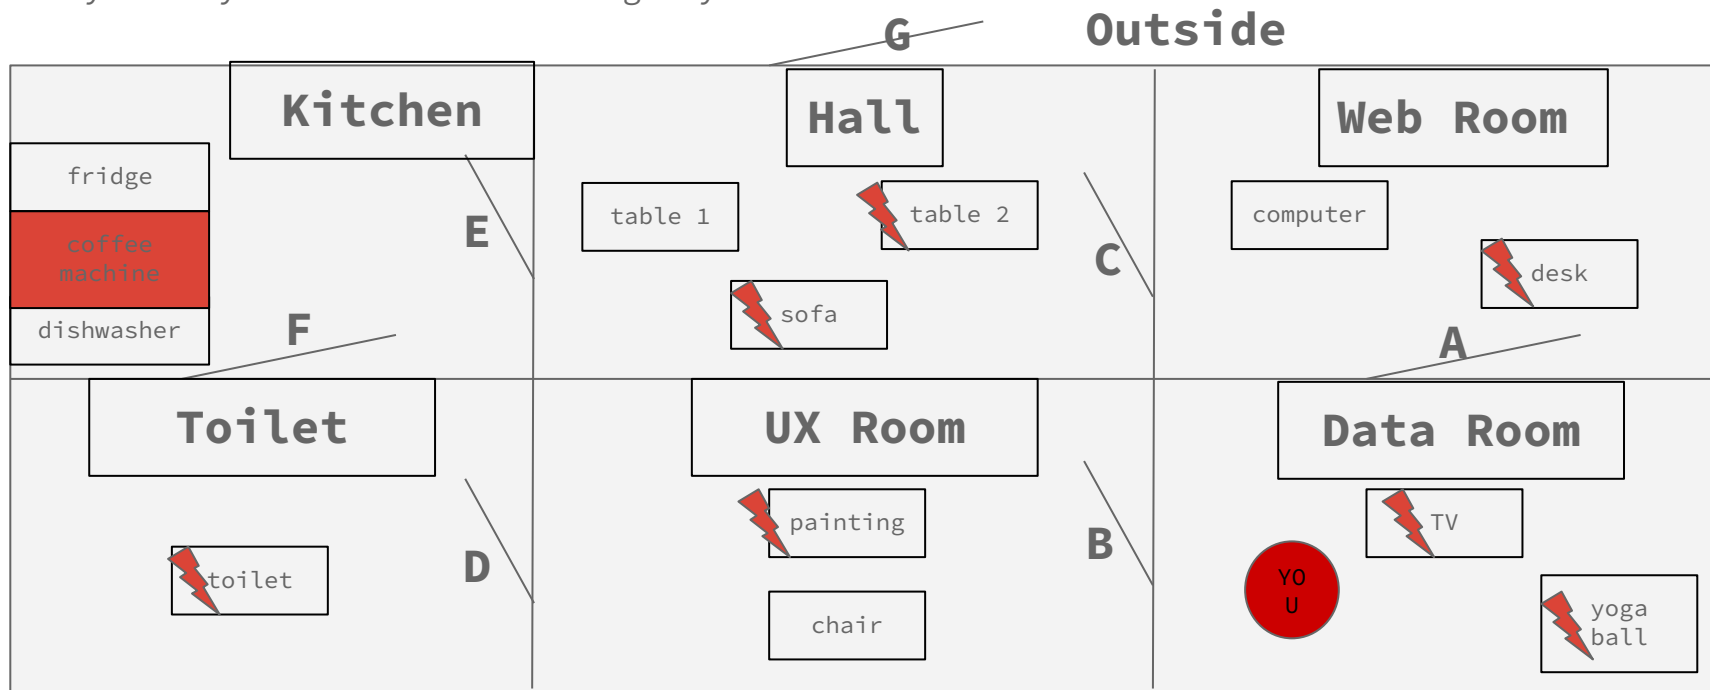 G
Outside
Kitchen
Hall
Web Room
fridge
coffee
machine
dishwasher
E
table 1
table 2
sofa
C
computer
desk
F
A
Toilet
UX Room
Data Room
toilet
D
painting
chair
B
TV
YO
U
yoga
ball